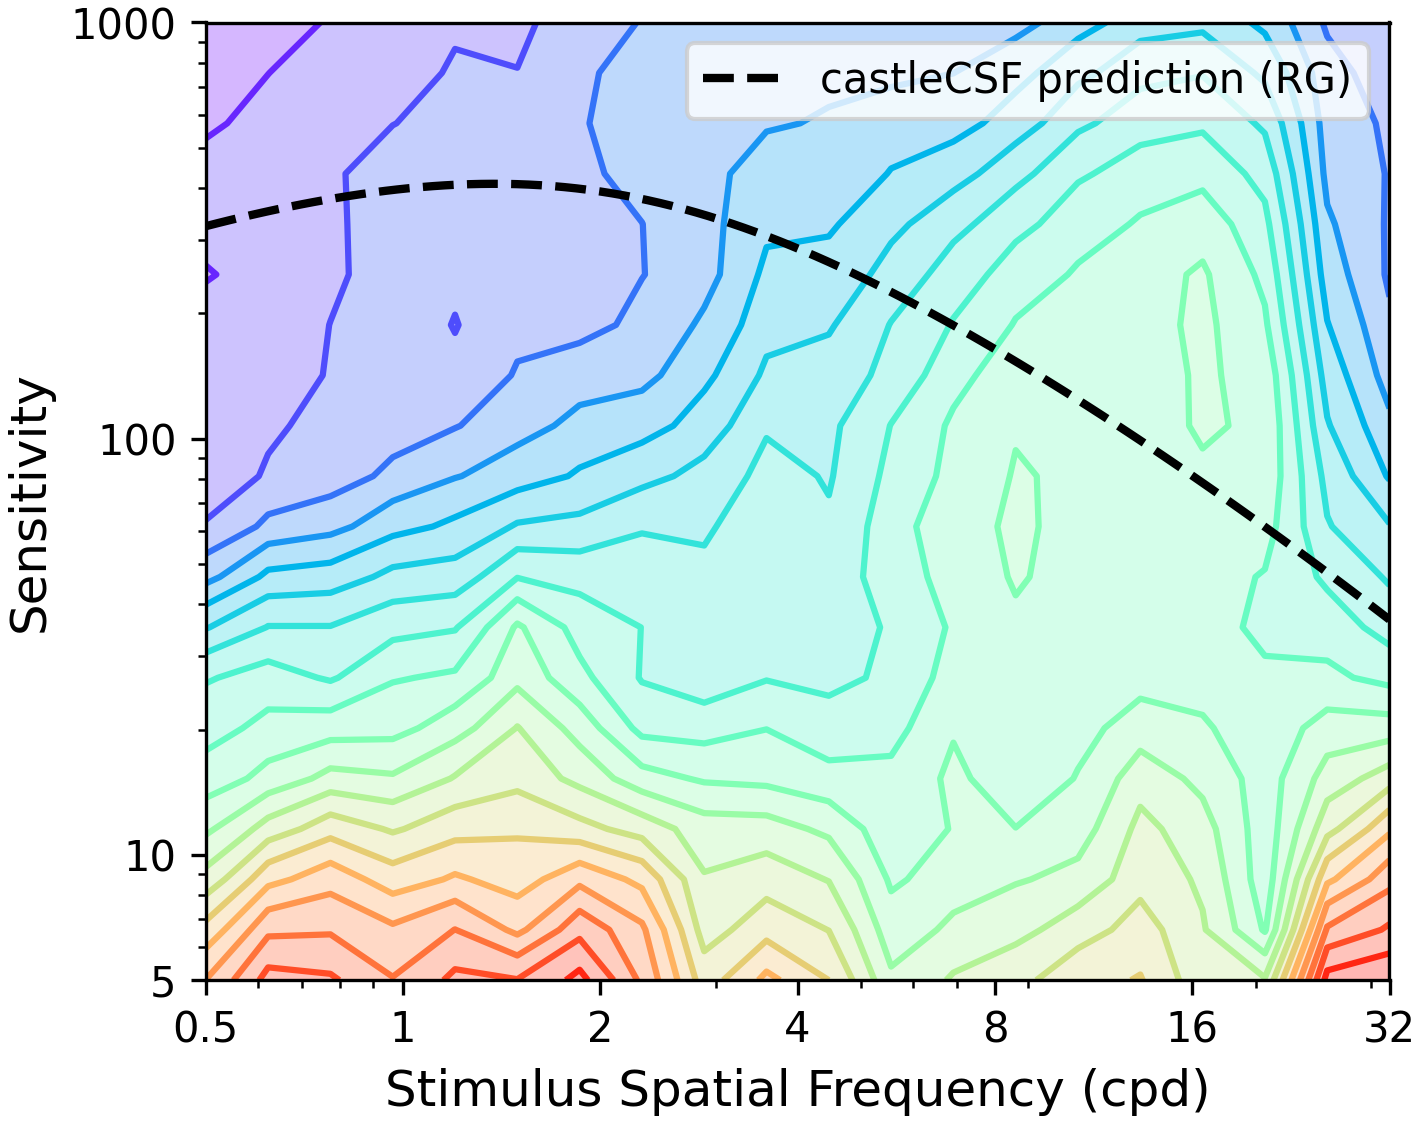 1000
100
10
5
Sensitivity
castleCSF prediction (RG)
0.5 1 2 4 8 16 32
Stimulus Spatial Frequency (cpd)